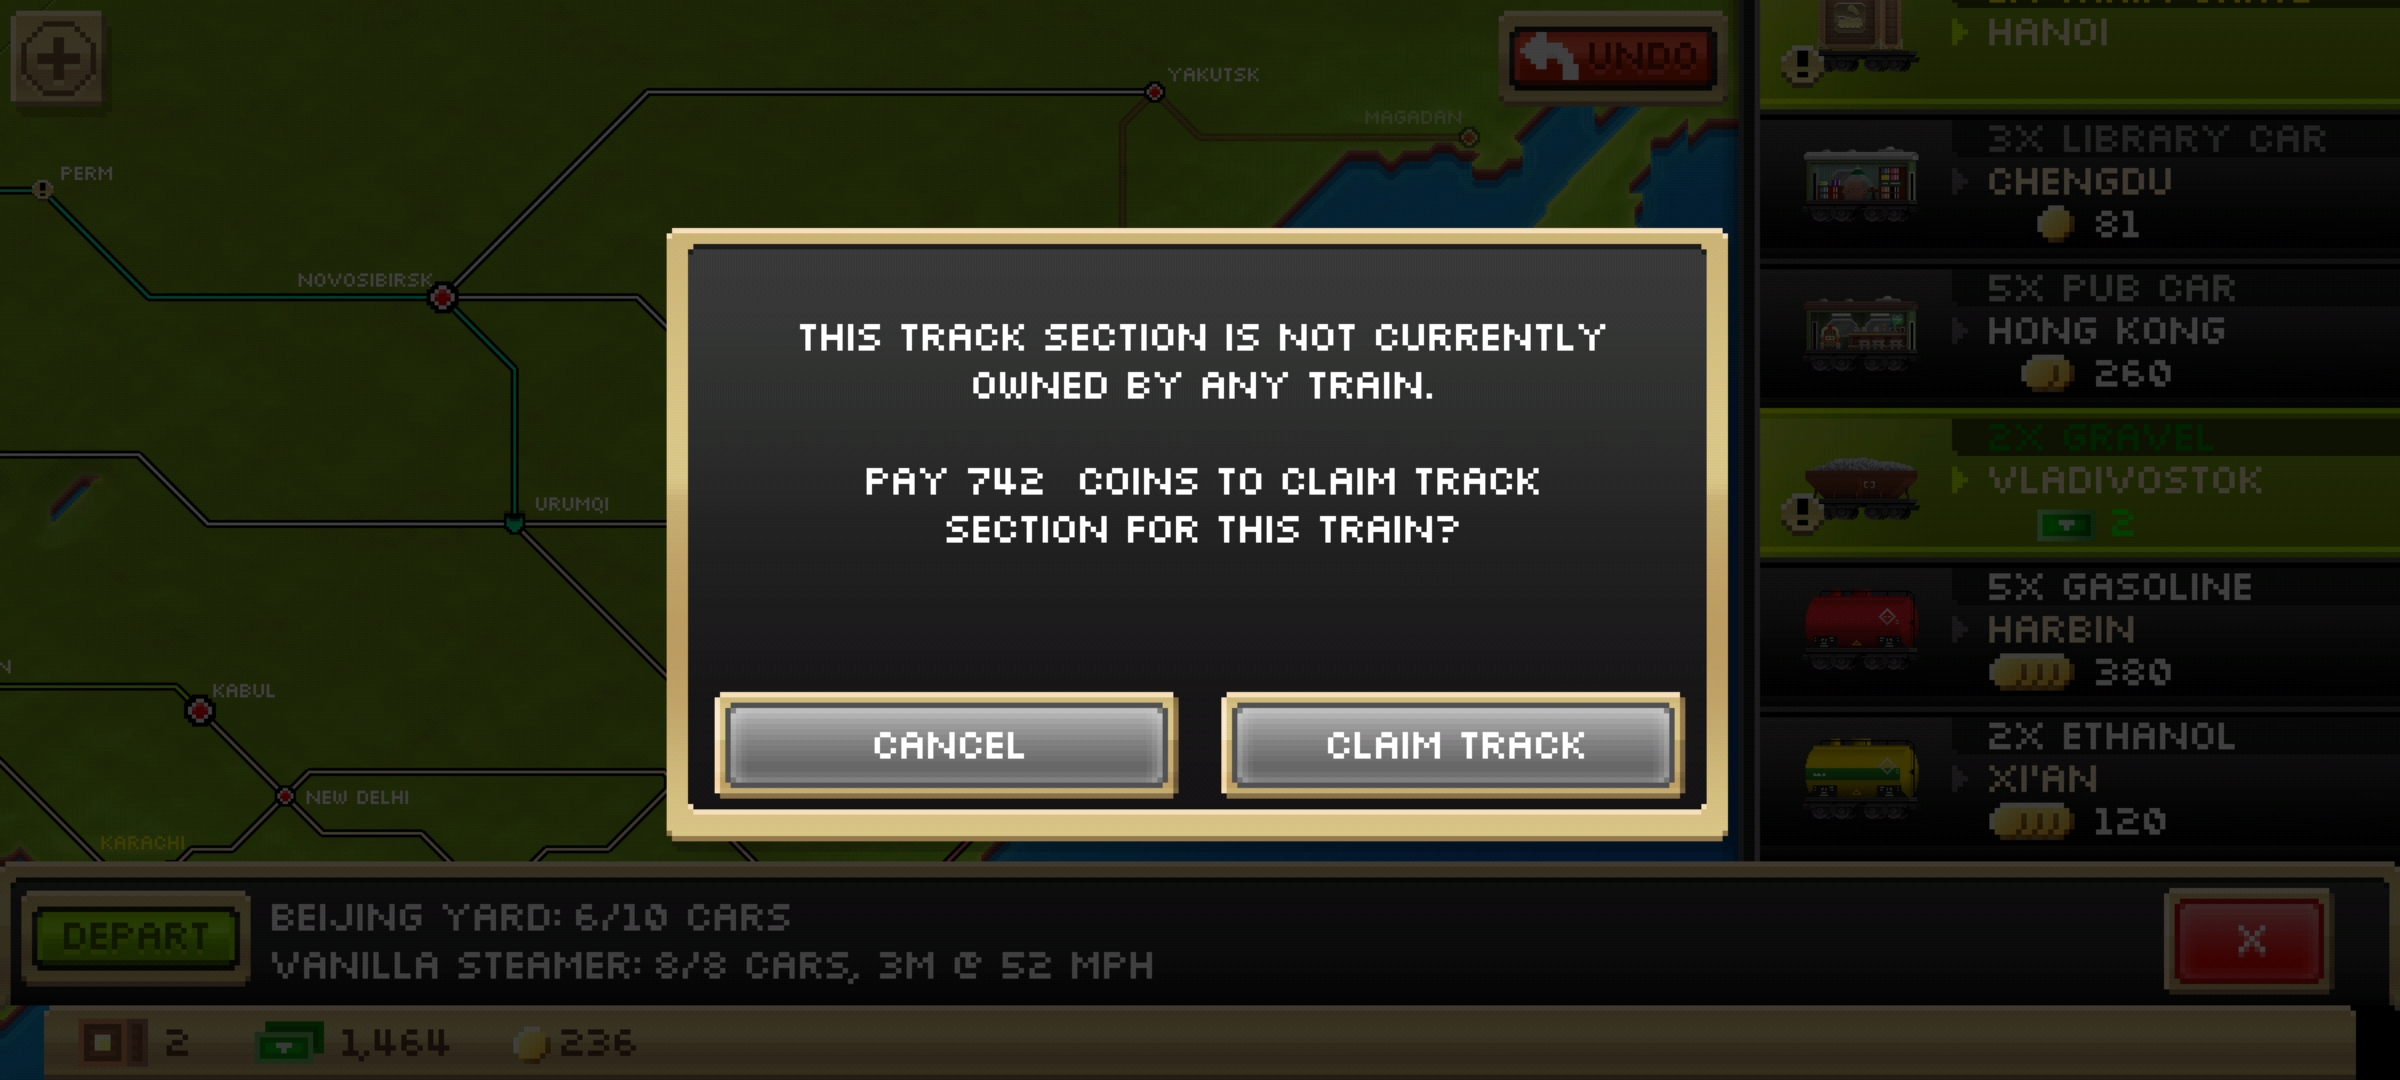 UNDO
HANOI
YAKUTSK
MAGADAN
3X LIBRARY CAR
CHENGDU
81
PERM
NOVOSIBIRSK
5X PUB CAR
HONG KONG
260
THIS TRACK SECTION IS NOT CURRENTLY
OWNED BY ANY TRAIN.
PAY 742 COINS TO CLAIM TRACK
SECTION FOR THIS TRAIN?
2X GRAVEL
VLADIVOSTOK
2
URUMQI
5X GASOLINE
HARBIN
380
KABUL
CANCEL
CLAIM TRACK
2X ETHANOL
XI'AN
120
NEW DELHI
KARACHI
DEPART
BEIJING YARD: 6/10 CARS
VANILLA STEAMER: 8/8 CARS, 3M @ 52 MPH
X
2
1,464
236